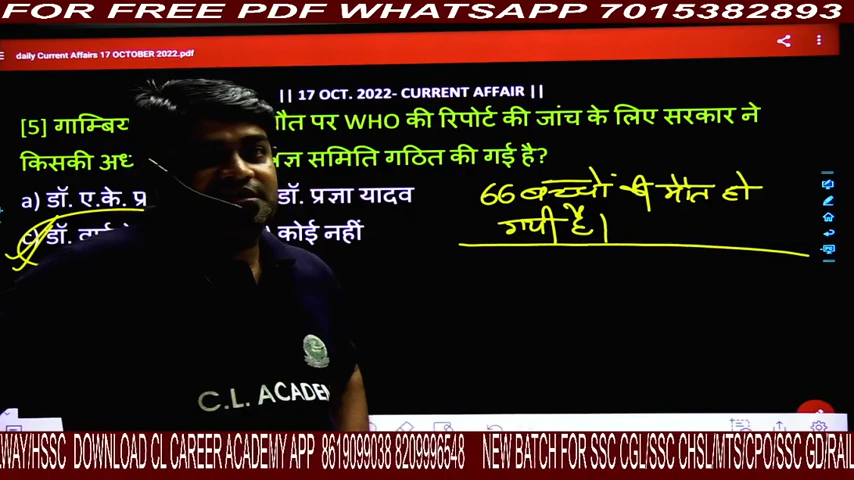 FOR FREE PDF WHATSAPP 7015382893
daily Current Affairs 17 OCTOBER 2022.pdf
|| 17 OCT. 2022- CURRENT AFFAIR ||
[5] गाम्बिय मौत पर WHO की रिपोर्ट की जांच के लिए सरकार ने
किसकी अध समिति गठित की गई है?
a) डॉ. ए.के. प्र डॉ. प्रज्ञा यादव
c) डॉ. कोई नहीं
66 बच्चों की मौत हो
गयी है।
C.L. ACADEM
LWAY/HSSC DOWNLOAD CL CAREER ACADEMY APP 8619099038 8209996548 NEW BATCH FOR SSC CGL/SSC CHSL/MTS/CPO/SSC GD/RAIL